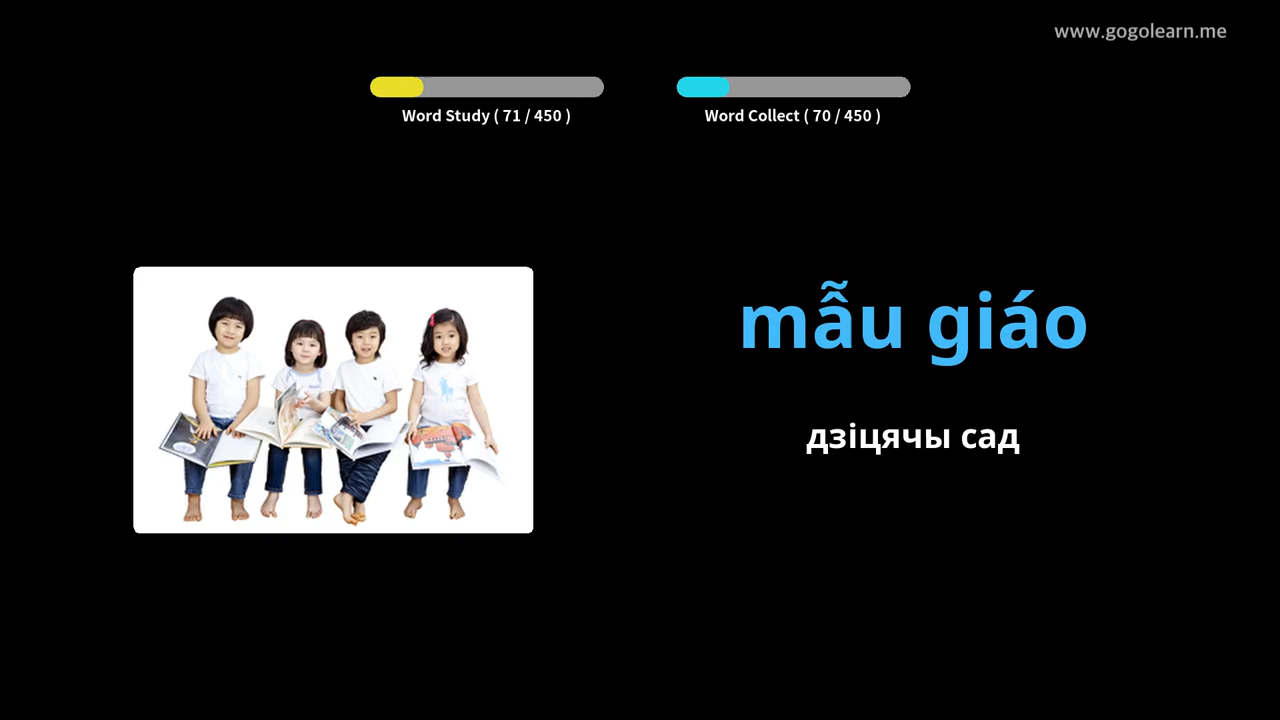 www.gogolearn.me
Word Study ( 71 / 450 )
Word Collect ( 70 / 450 )
mẫu giáo
дзіцячы сад